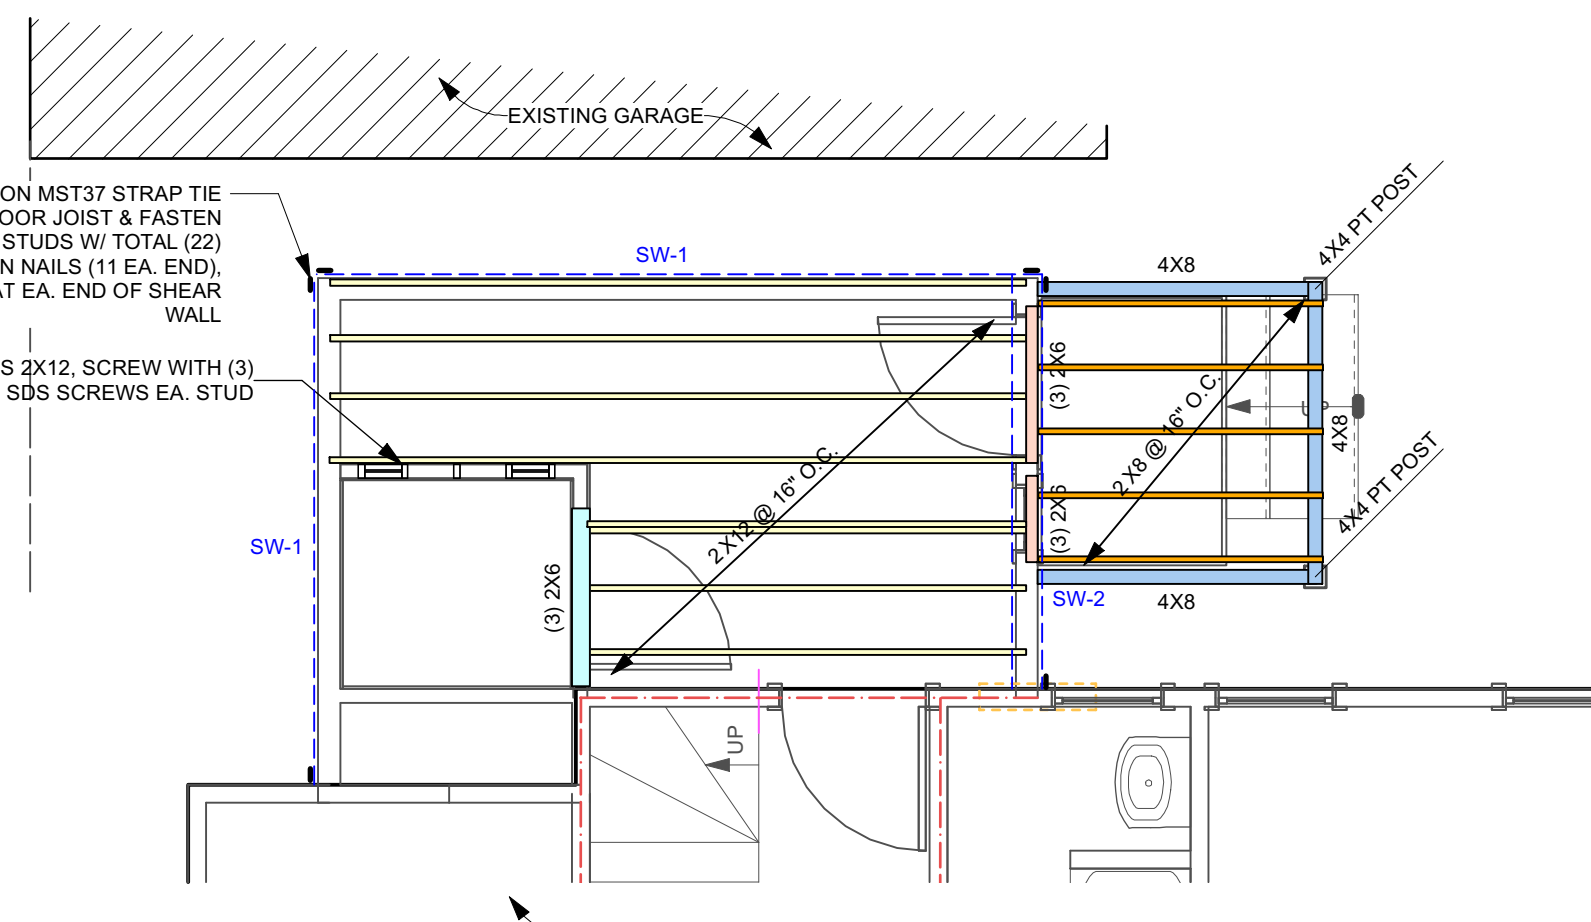 EXISTING GARAGE
ON MST37 STRAP TIE
OOR JOIST & FASTEN
STUDS W/ TOTAL (22)
N NAILS (11 EA. END),
AT EA. END OF SHEAR
WALL
S 2X12, SCREW WITH (3)
SDS SCREWS EA. STUD
SW-1
SW-1
SW-2
4X8
4X8
4X8
4X4 PT POST
4X4 PT POST
(3) 2X6
(3) 2X6
(3) 2X6
2X12 @ 16" O.C.
2X8 @ 16" O.C.
UP
UP